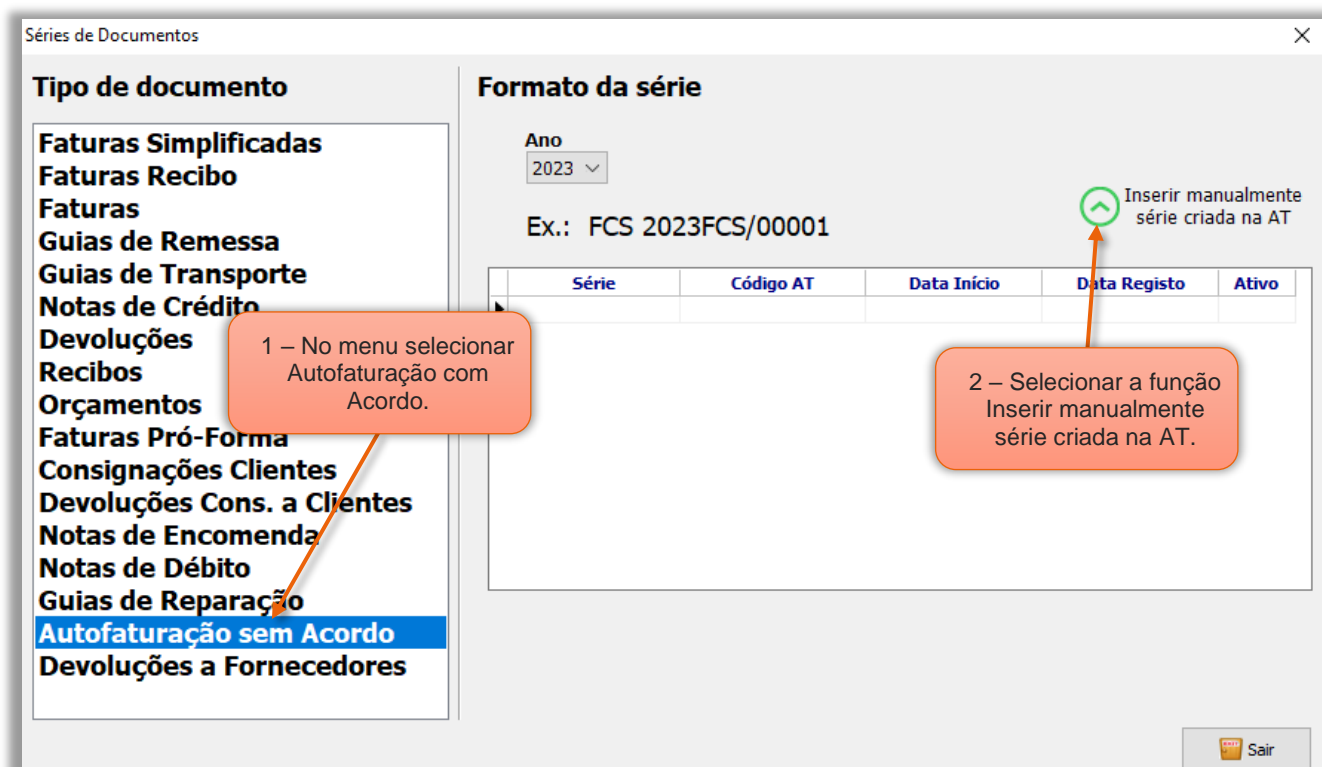 Séries de Documentos
Tipo de documento
Faturas Simplificadas
Faturas Recibo
Faturas
Guias de Remessa
Guias de Transporte
Notas de Crédito
Devoluções
Recibos
Orçamentos
Faturas Pró-Forma
Consignações Clientes
Devoluções Cons. a Clientes
Notas de Encomenda
Notas de Débito
Guias de Reparação
Autofaturação sem Acordo
Devoluções a Fornecedores
1 – No menu selecionar
Autofaturação com
Acordo.
Formato da série
Ano
2023
Ex.: FCS 2023FCS/00001
Inserir manualmente
série criada na AT
Série Código AT Data Início Data Registo Ativo
2 – Selecionar a função
Inserir manualmente
série criada na AT.
Sair